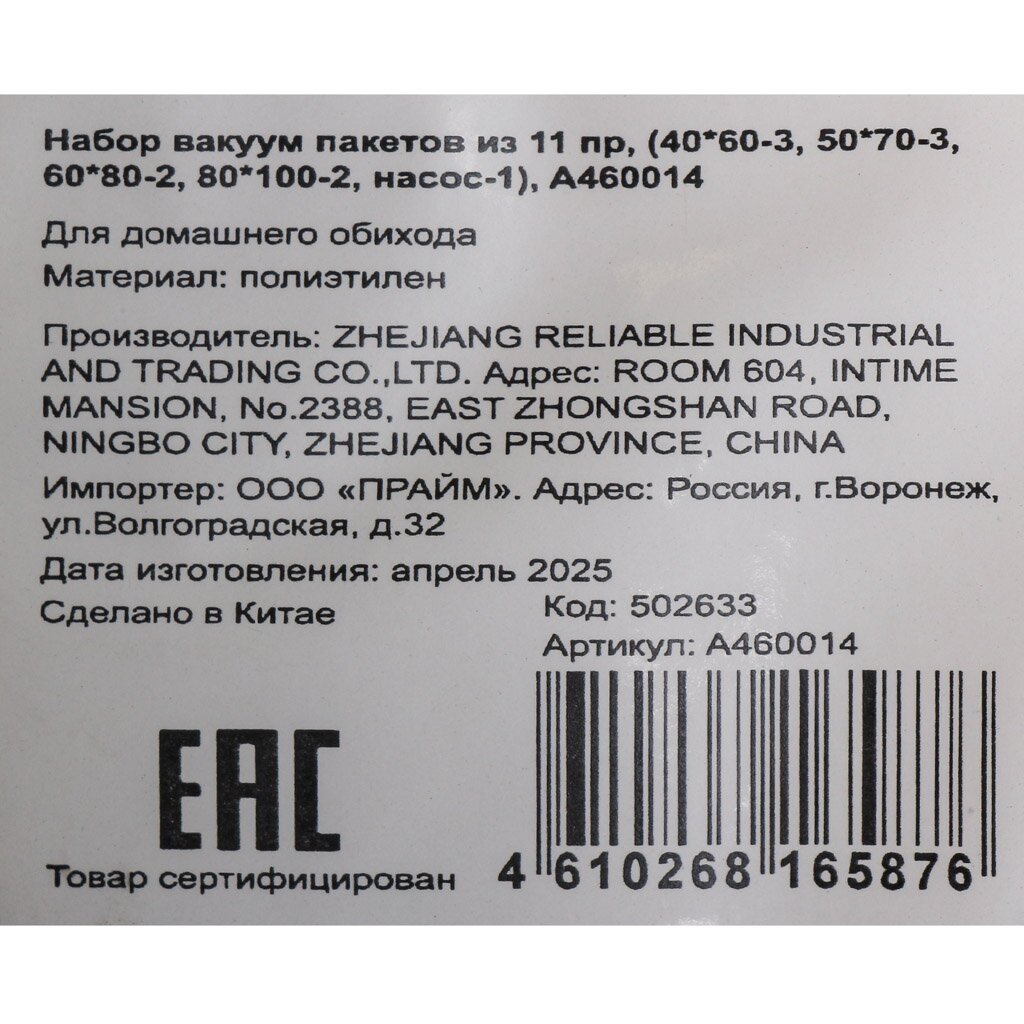 Набор вакуум пакетов из 11 пр, (40*60-3, 50*70-3,
60*80-2, 80*100-2, насос-1), А460014
Для домашнего обихода
Материал: полиэтилен
Производитель: ZHEJIANG RELIABLE INDUSTRIAL
AND TRADING CO.,LTD. Адрес: ROOM 604, INTIME
MANSION, No.2388, EAST ZHONGSHAN ROAD,
NINGBO CITY, ZHEJIANG PROVINCE, CHINA
Импортер: ООО «ПРАЙМ». Адрес: Россия, г.Воронеж,
ул.Волгоградская, д.32
Дата изготовления: апрель 2025
Сделано в Китае
Код: 502633
Артикул: А460014
EAC
Товар сертифицирован
4 610268 165876